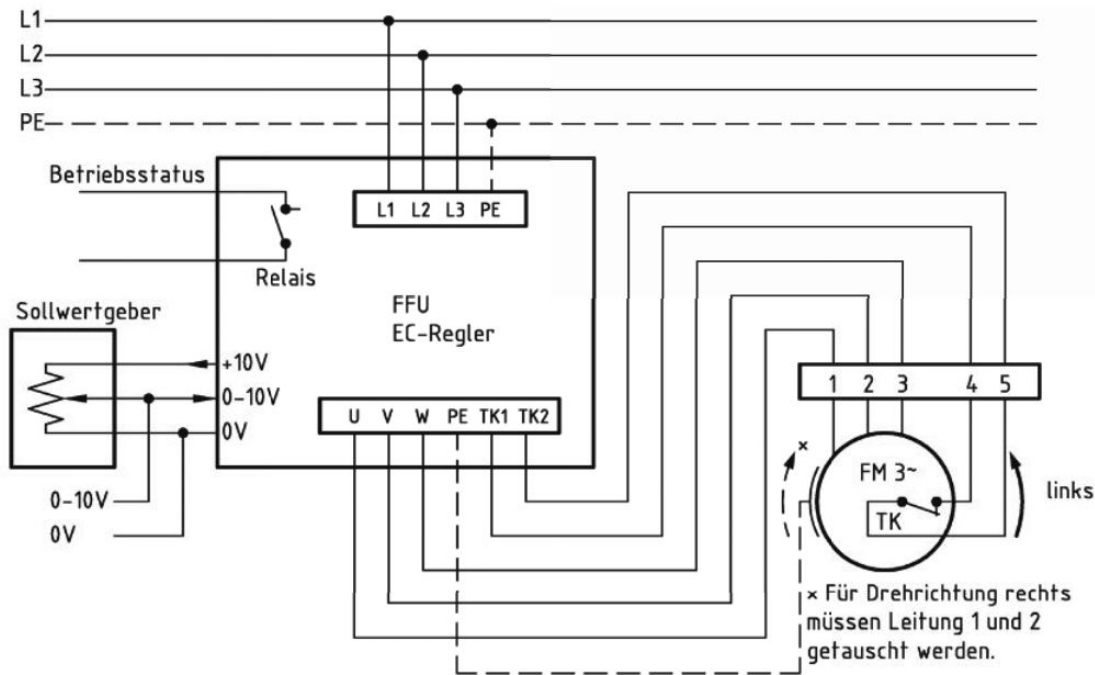 L1
L2
L3
PE
Betriebsstatus
L1 L2 L3 PE
Relais
Sollwertgeber
FFU
EC-Regler
+10V
0-10V
0V
U V W PE TK1 TK2
1 2 3 4 5
×
FM 3~
TK
links
0-10V
0V
× Für Drehrichtung rechts
müssen Leitung 1 und 2
getauscht werden.